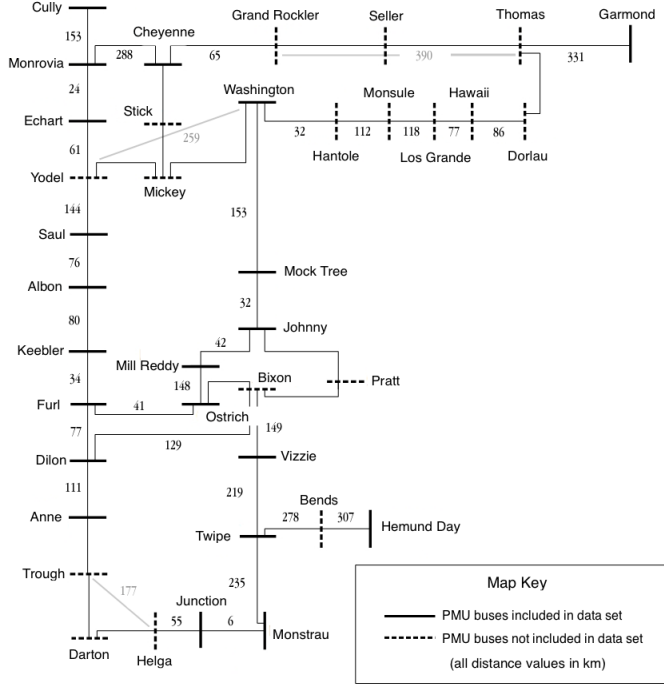 Cully
Grand Rockler
Seller
Thomas
Garmond
153
Cheyenne
Monrovia
288
65
390
331
24
Washington
Monsule
Hawaii
Echart
Stick
61
259
32
112
118
77
86
Hantole
Los Grande
Dorlau
Yodel
Mickey
144
153
Saul
76
Mock Tree
Albon
32
80
Johnny
42
Keebler
Mill Reddy
Bixon
Pratt
34
148
Furl
41
Ostrich
77
129
149
Dilon
Vizzie
111
219
Bends
Anne
278
307
Hemund Day
Twipe
Trough
177
235
Map Key
Junction
PMU buses included in data set
55
6
Monstrau
PMU buses not included in data set
Darton
Helga
(all distance values in km)